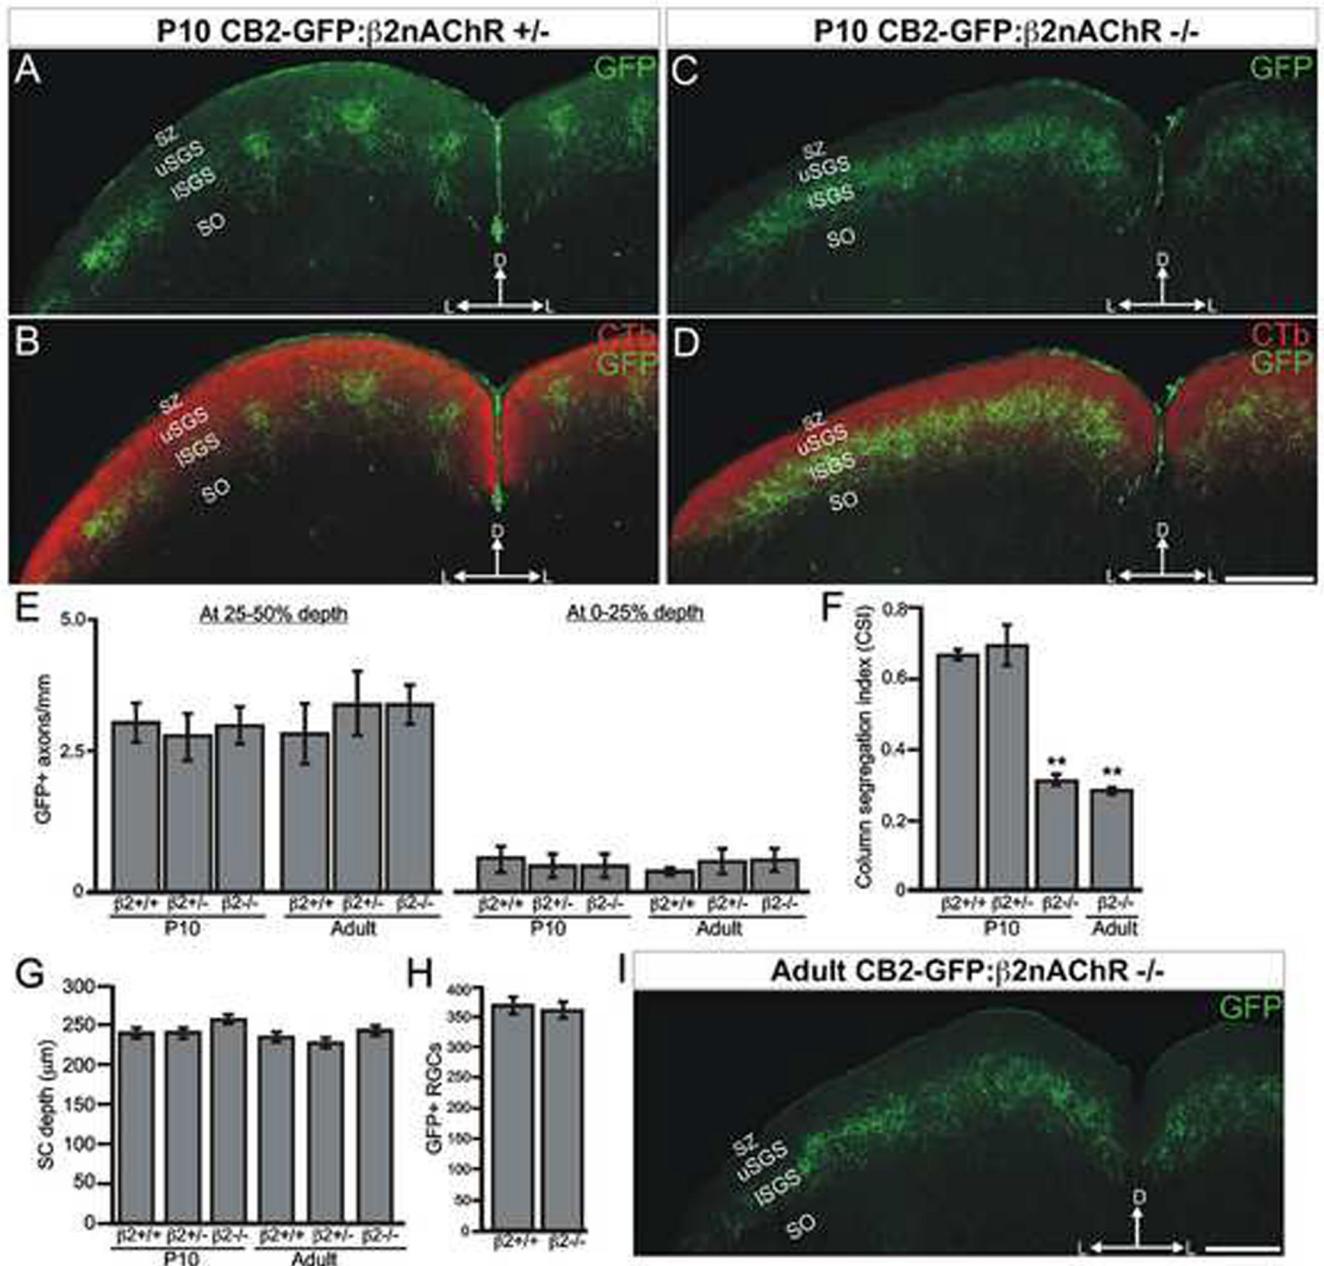 P10 CB2-GFP:β2nAChR +/-
P10 CB2-GFP:β2nAChR -/-
A
GFP
SZ
uSGS
lSGS
SO
D
L
L
C
GFP
SZ
uSGS
lSGS
SO
D
L
L
B
CTb
GFP
SZ
uSGS
lSGS
SO
D
L
L
D
CTb
GFP
SZ
uSGS
lSGS
SO
D
L
L
E
At 25-50% depth
At 0-25% depth
GFP+ axons/mm
5.0
2.5
0
β2+/+ β2+/- β2-/- β2+/+ β2+/- β2-/-
P10 Adult
β2+/+ β2+/- β2-/- β2+/+ β2+/- β2-/-
P10 Adult
F
Column segregation index (CSI)
0.8
0.6
0.4
0.2
0
** **
β2+/+ β2+/- β2-/- β2-/-
P10 Adult
G
SC depth (μm)
300
250
200
150
100
50
0
β2+/+ β2+/- β2-/- β2+/+ β2+/- β2-/-
P10 Adult
H
GFP+ RGCs
400
350
300
250
200
150
100
50
0
β2+/+ β2-/-
I
Adult CB2-GFP:β2nAChR -/-
GFP
SZ
uSGS
lSGS
SO
D
L
L